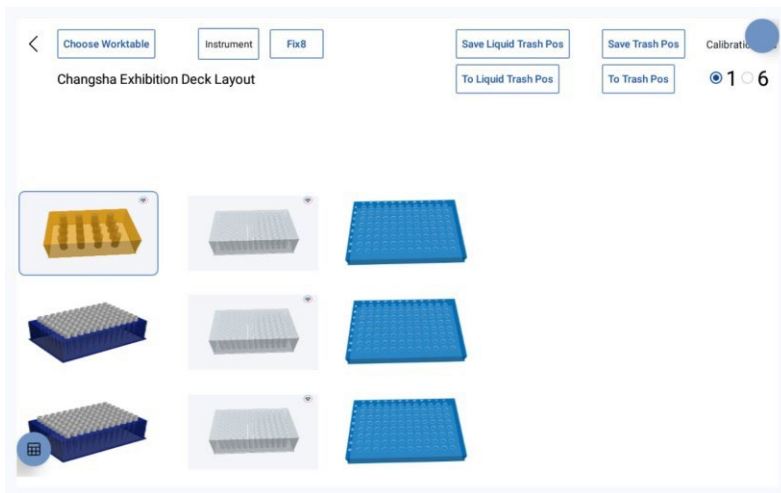 Choose Worktable
Instrument
Fix8
Save Liquid Trash Pos
Save Trash Pos
Changsha Exhibition Deck Layout
To Liquid Trash Pos
To Trash Pos
1 6